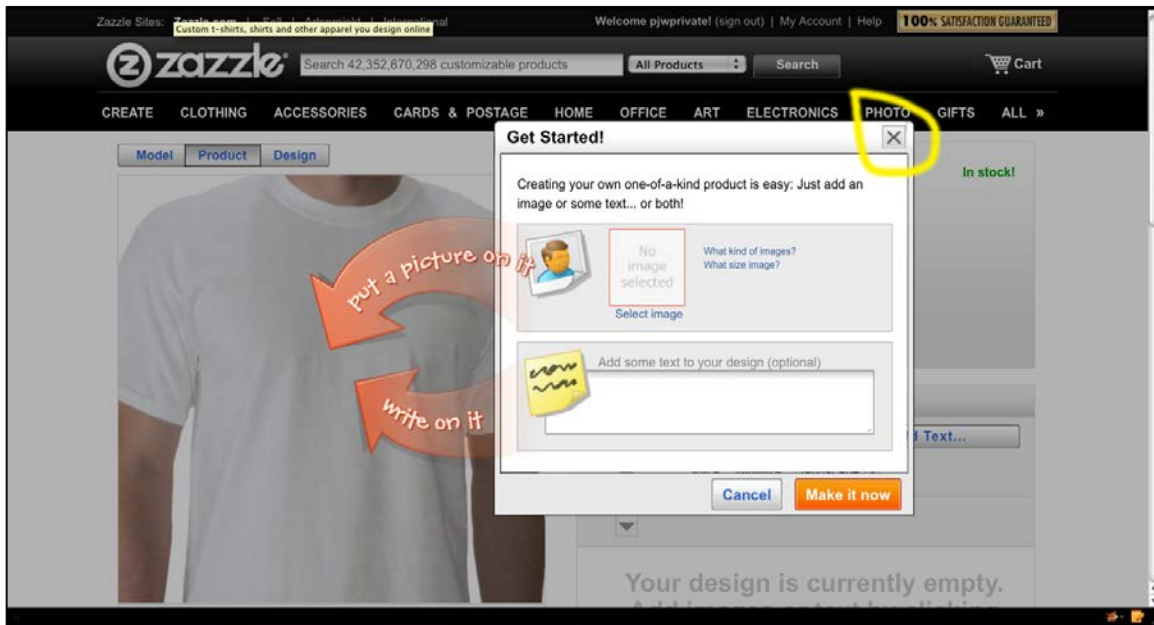 Zazzle Sites: Zazzle.com | Sell | | International
Welcome pjwprivate! (sign out) | My Account | Help
100% SATISFACTION GUARANTEED
Custom t-shirts, shirts and other apparel you design online
zazzle
Search 42,352,670,298 customizable products
All Products
Search
Cart
CREATE CLOTHING ACCESSORIES CARDS & POSTAGE HOME OFFICE ART ELECTRONICS PHOTO GIFTS ALL »
Get Started!
Model Product Design
In stock!
Creating your own one-of-a-kind product is easy: Just add an
image or some text... or both!
put a picture on it
No
image
selected
What kind of images?
What size image?
Select image
Add some text to your design (optional)
write on it
Text...
Cancel
Make it now
Your design is currently empty.